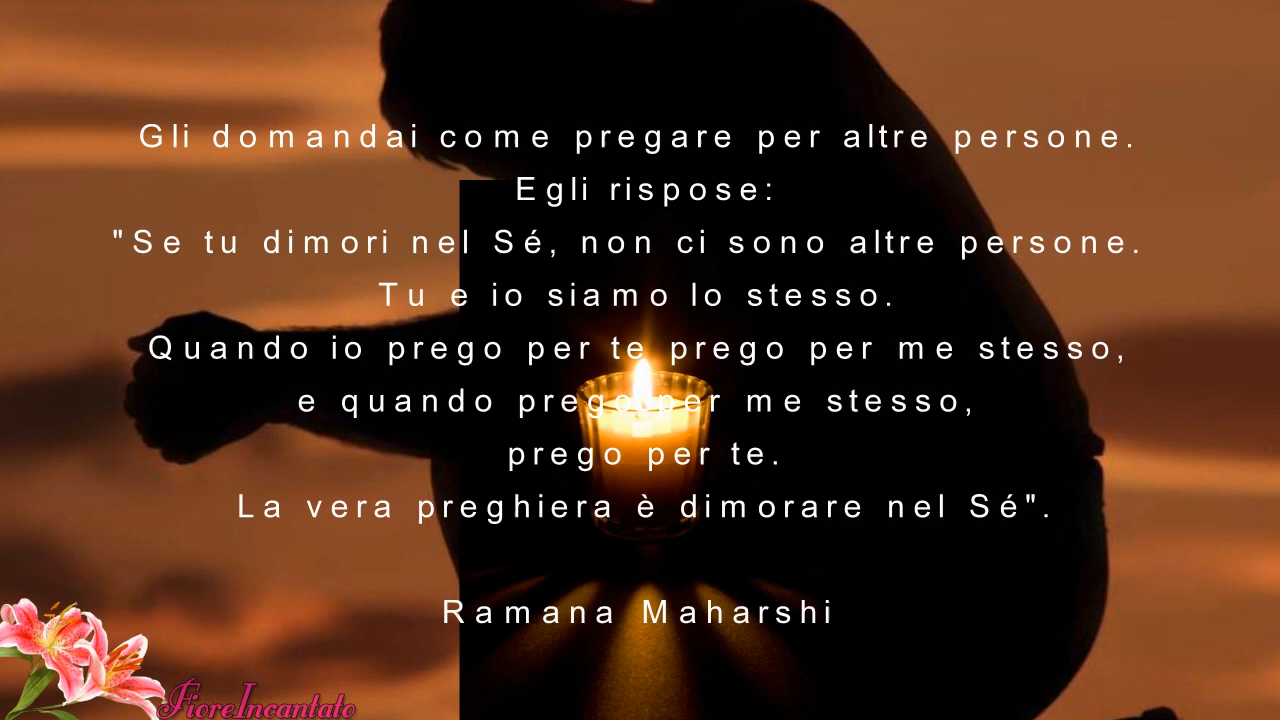 Gli domandai come pregare per altre persone.
Egli rispose:
"Se tu dimori nel Sé, non ci sono altre persone.
Tu e io siamo lo stesso.
Quando io prego per te prego per me stesso,
e quando prego per me stesso,
prego per te.
La vera preghiera è dimorare nel Sé".
Ramana Maharshi
FioreIncantato